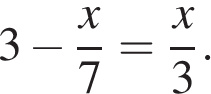 3 − x/7 = x/3.